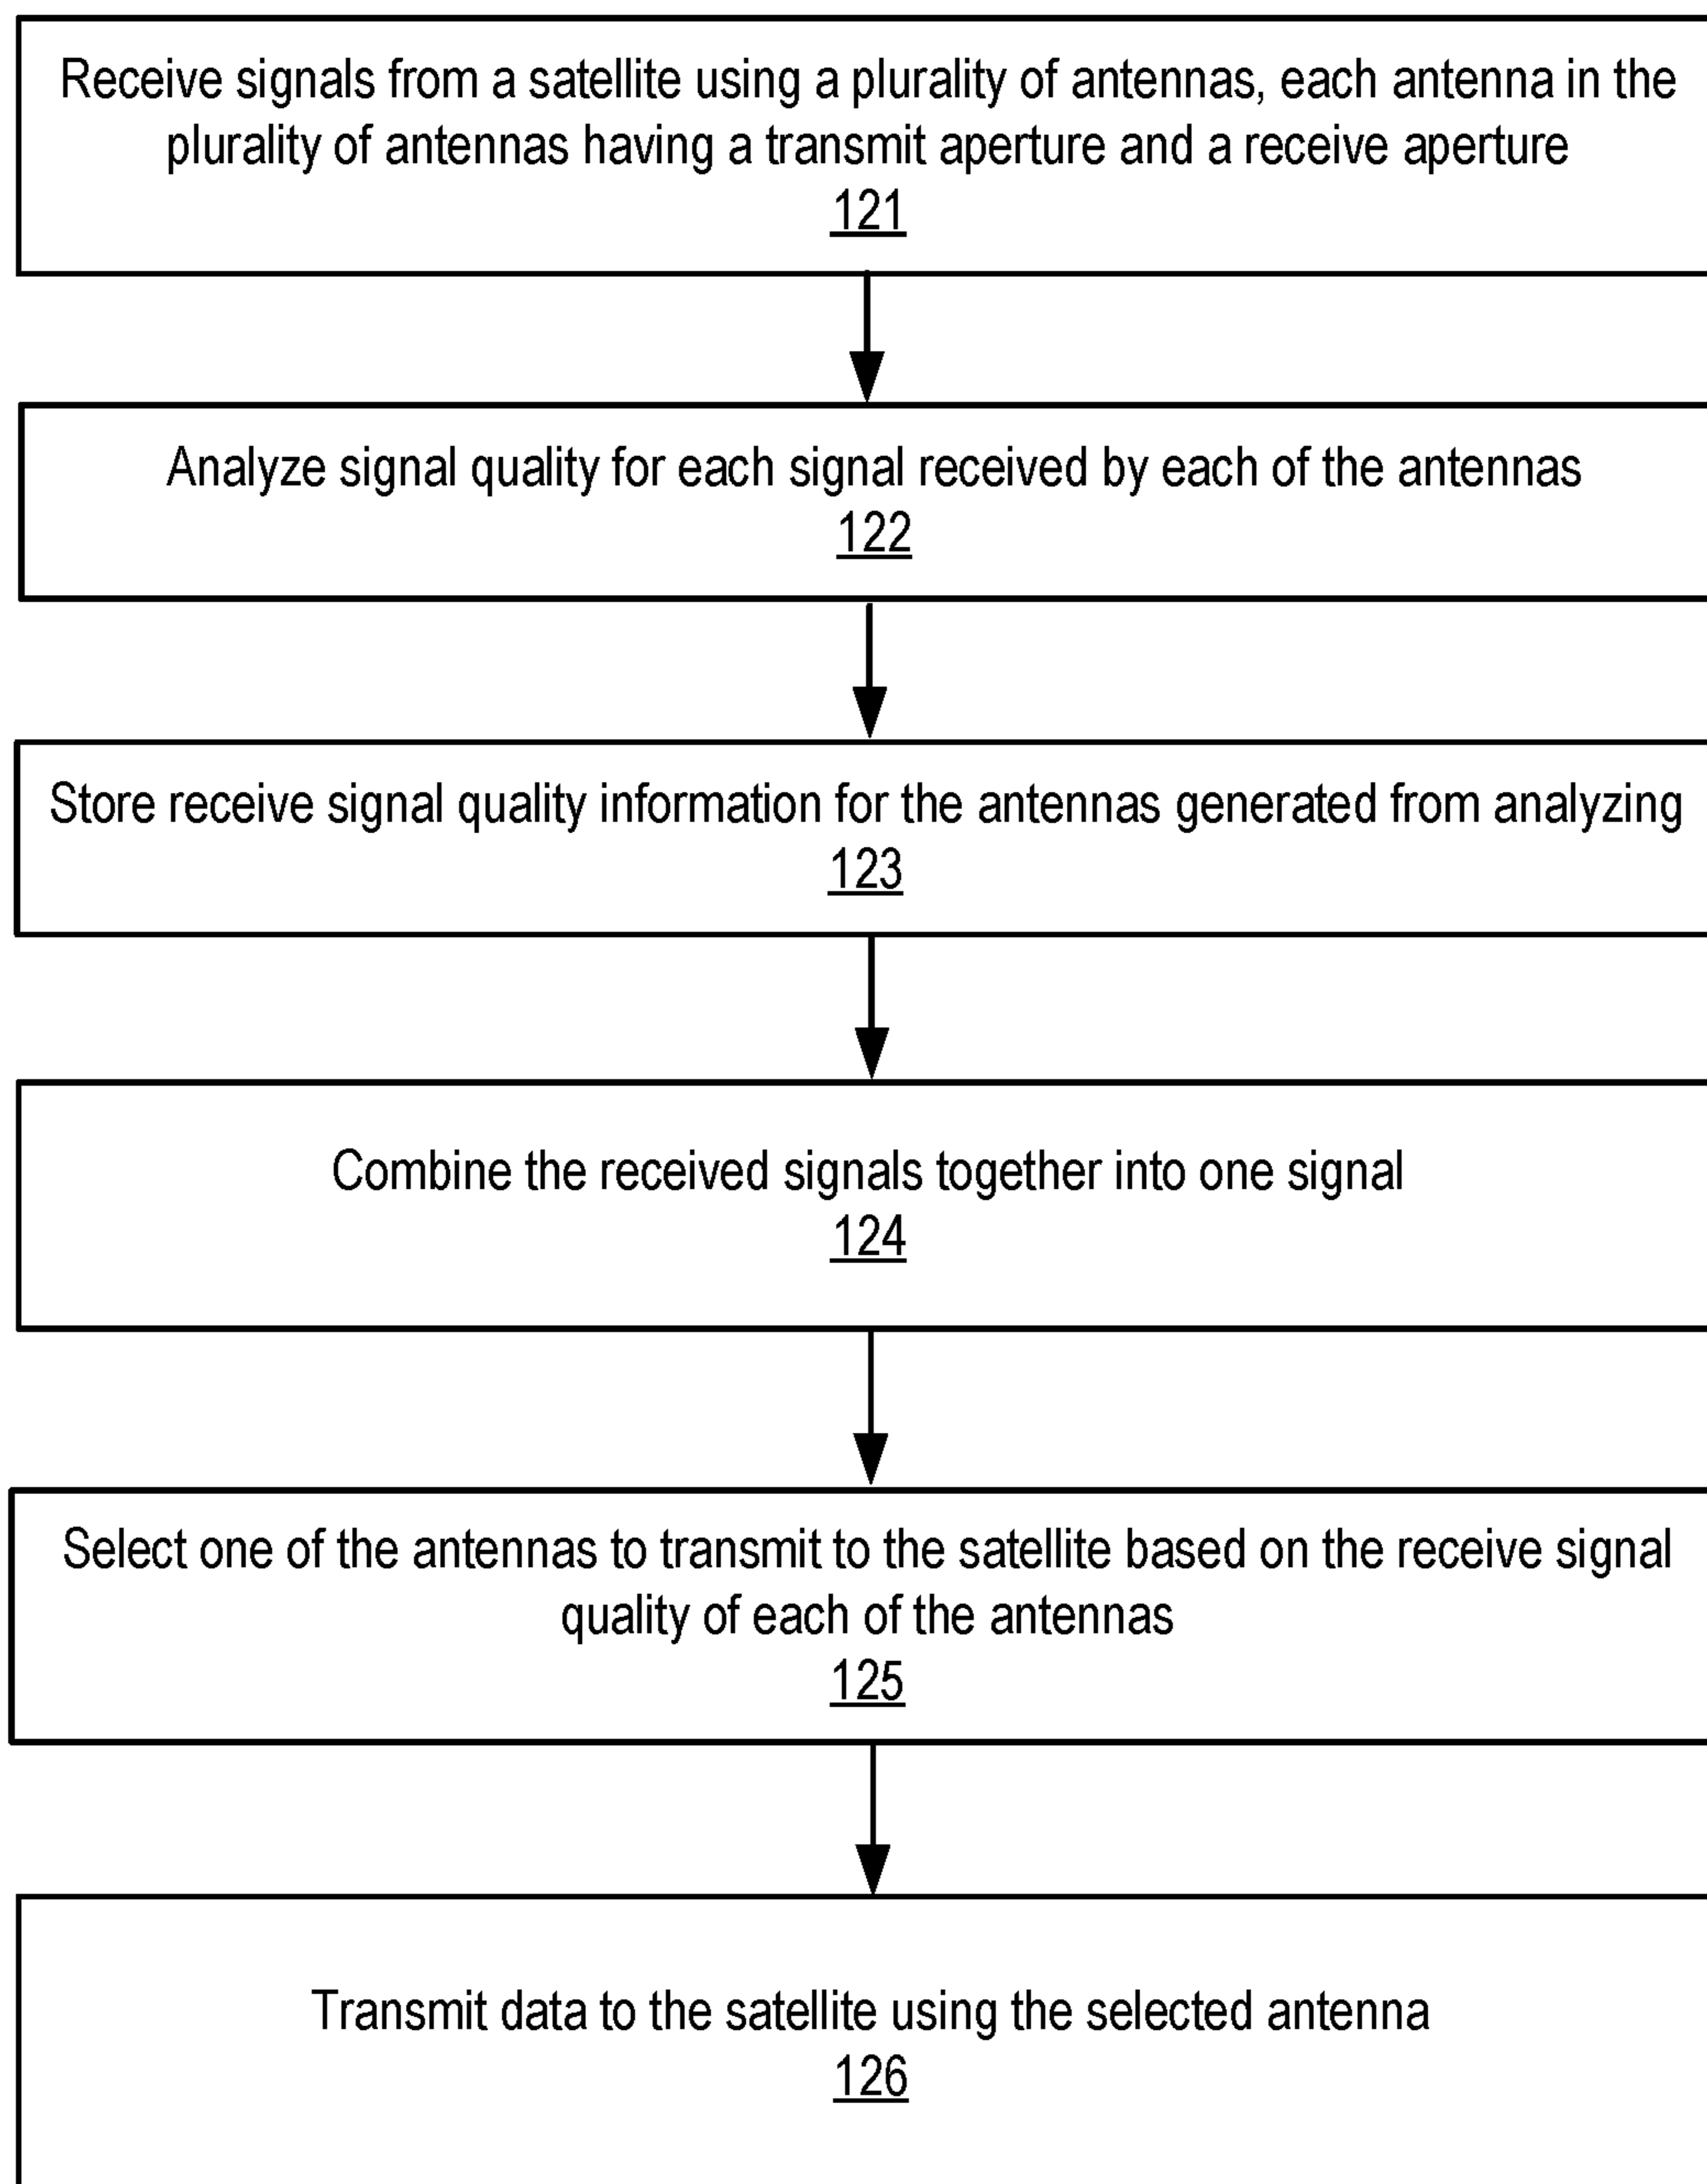 Receive signals from a satellite using a plurality of antennas, each antenna in the
plurality of antennas having a transmit aperture and a receive aperture
121
Analyze signal quality for each signal received by each of the antennas
122
Store receive signal quality information for the antennas generated from analyzing
123
Combine the received signals together into one signal
124
Select one of the antennas to transmit to the satellite based on the receive signal
quality of each of the antennas
125
Transmit data to the satellite using the selected antenna
126